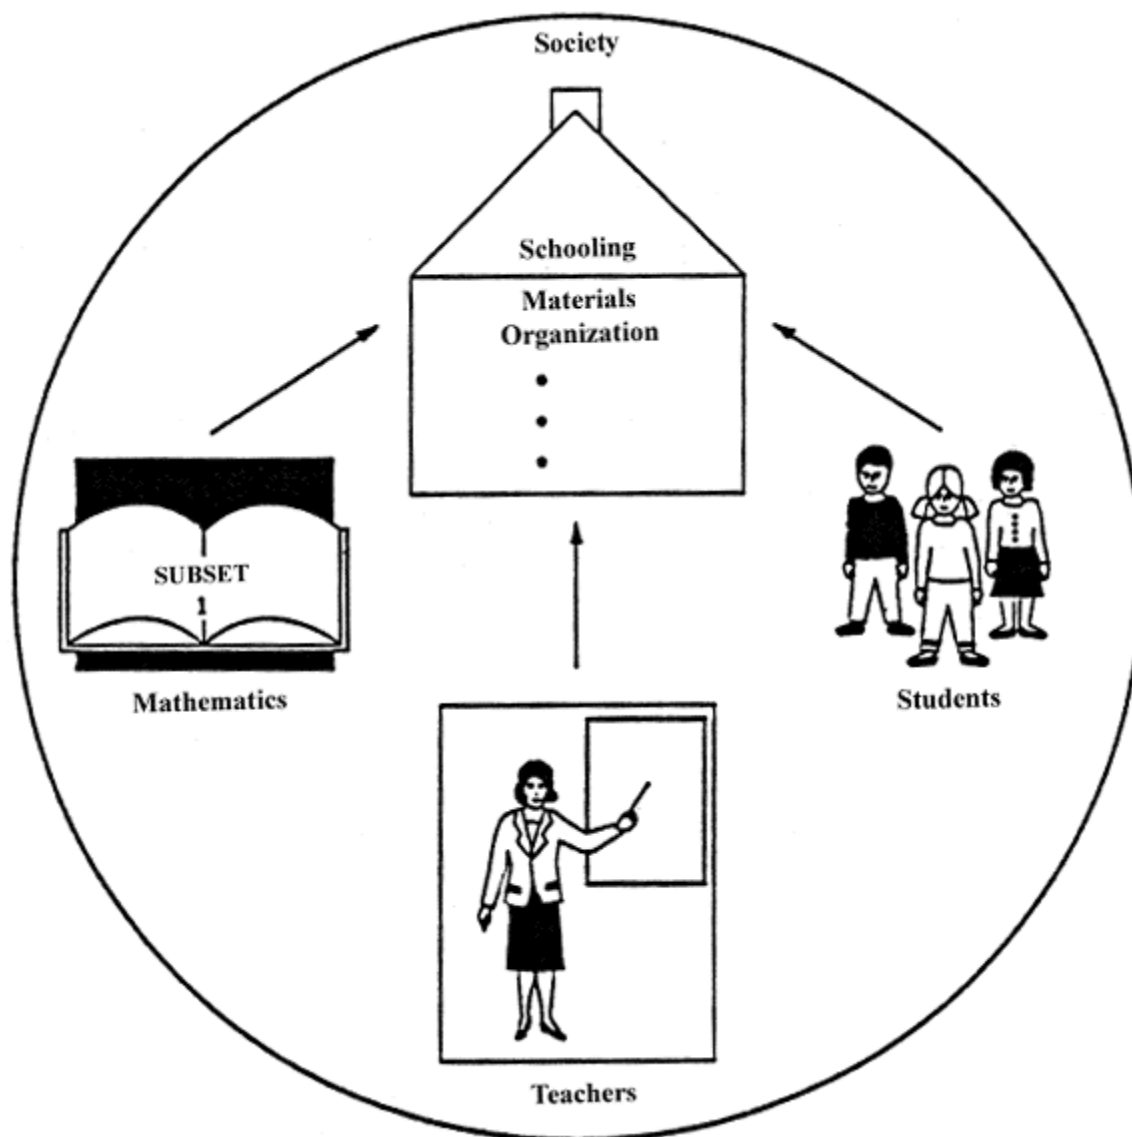 Society
Schooling
Materials
Organization
SUBSET
1
Mathematics
Students
Teachers